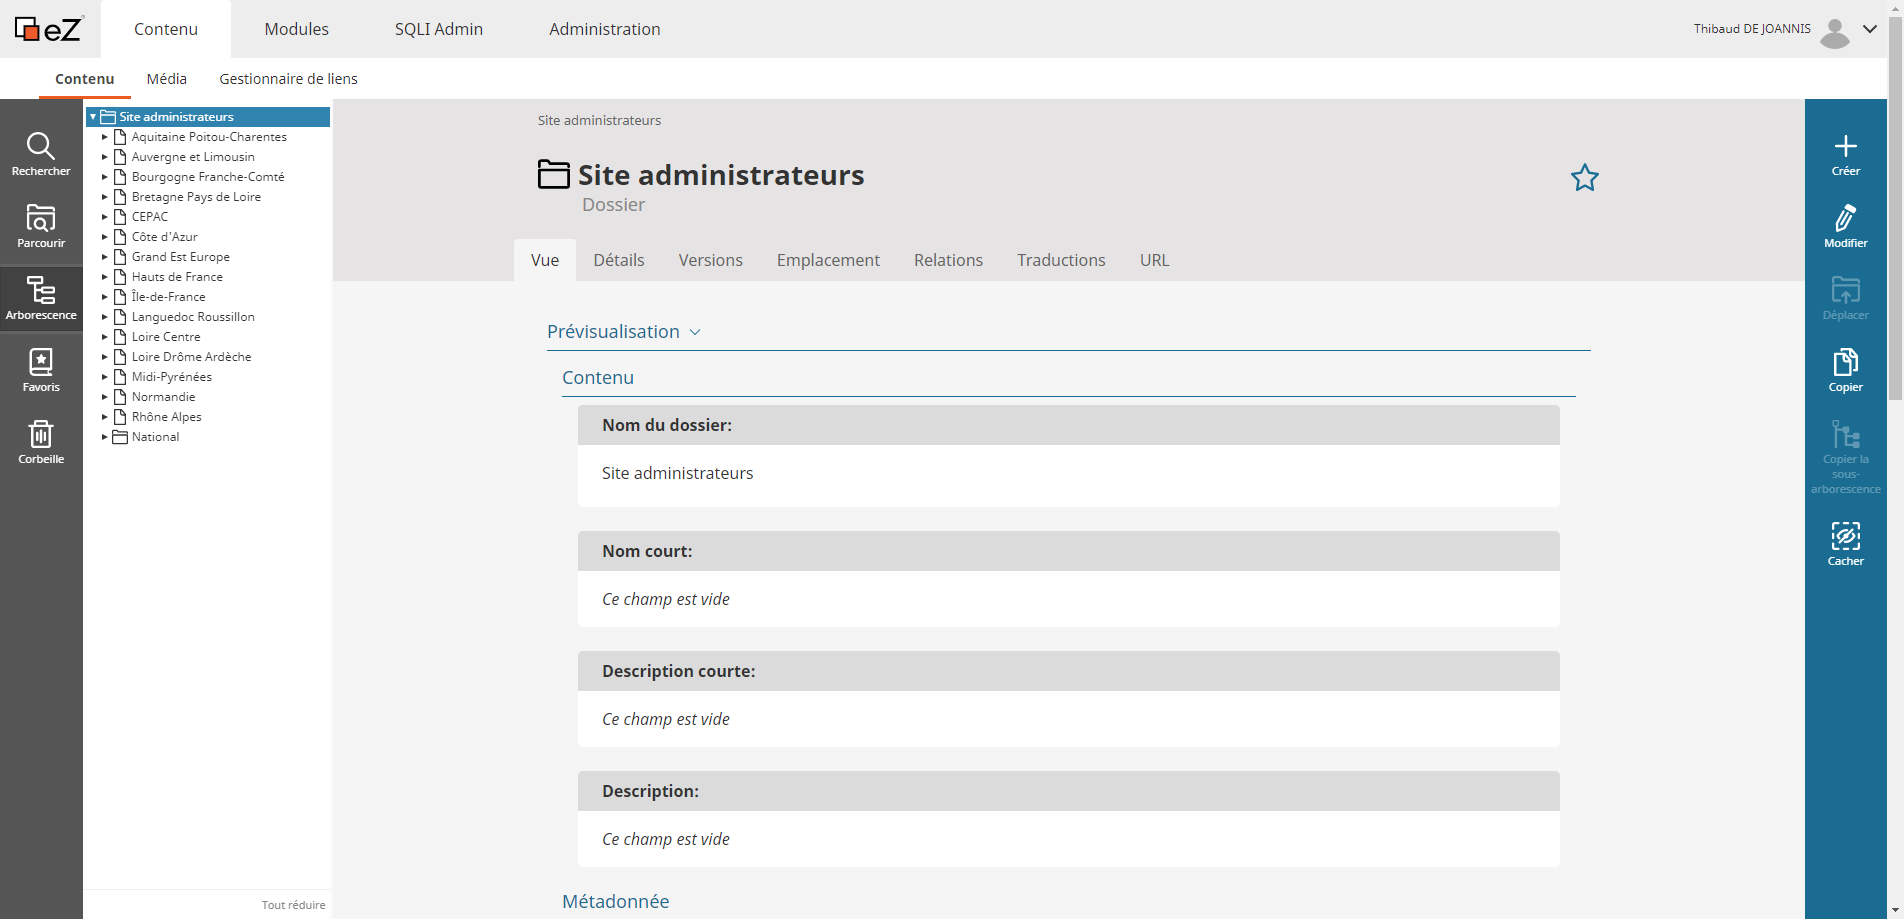 eZ
Contenu
Modules
SQLI Admin
Administration
Thibaud DE JOANNIS
Contenu
Média
Gestionnaire de liens
Rechercher
Parcourir
Arborescence
Favoris
Corbeille
Site administrateurs
Aquitaine Poitou-Charentes
Auvergne et Limousin
Bourgogne Franche-Comté
Bretagne Pays de Loire
CEPAC
Côte d'Azur
Grand Est Europe
Hauts de France
Île-de-France
Languedoc Roussillon
Loire Centre
Loire Drôme Ardèche
Midi-Pyrénées
Normandie
Rhône Alpes
National
Tout réduire
Site administrateurs
Site administrateurs
Dossier
Vue
Détails
Versions
Emplacement
Relations
Traductions
URL
Prévisualisation
Contenu
Nom du dossier:
Site administrateurs
Nom court:
Ce champ est vide
Description courte:
Ce champ est vide
Description:
Ce champ est vide
Métadonnée
Créer
Modifier
Déplacer
Copier
Copier la
sous-
arborescence
Cacher